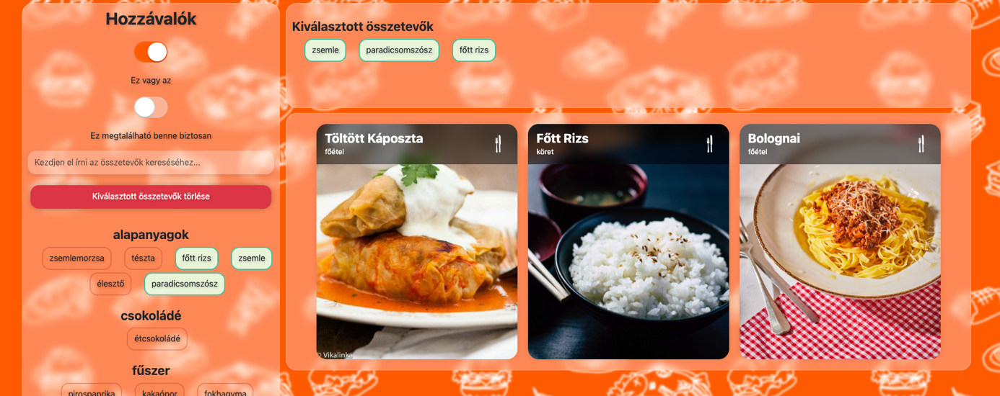 Hozzávalók
Ez vagy az
Ez megtalálható benne biztosan
Kezdjen el írni az összetevők kereséséhez...
Kiválasztott összetevők törlése
alapanyagok
zsemlemorzsa tészta főtt rizs zsemle
élesztő paradicsomszósz
csokoládé
étcsokoládé
fűszer
pirospaprika kakaópor fokhagyma
Kiválasztott összetevők
zsemle paradicsomszósz főtt rizs
Töltött Káposzta
főétel
© Vikalinka
Főtt Rizs
köret
Bolognai
főétel